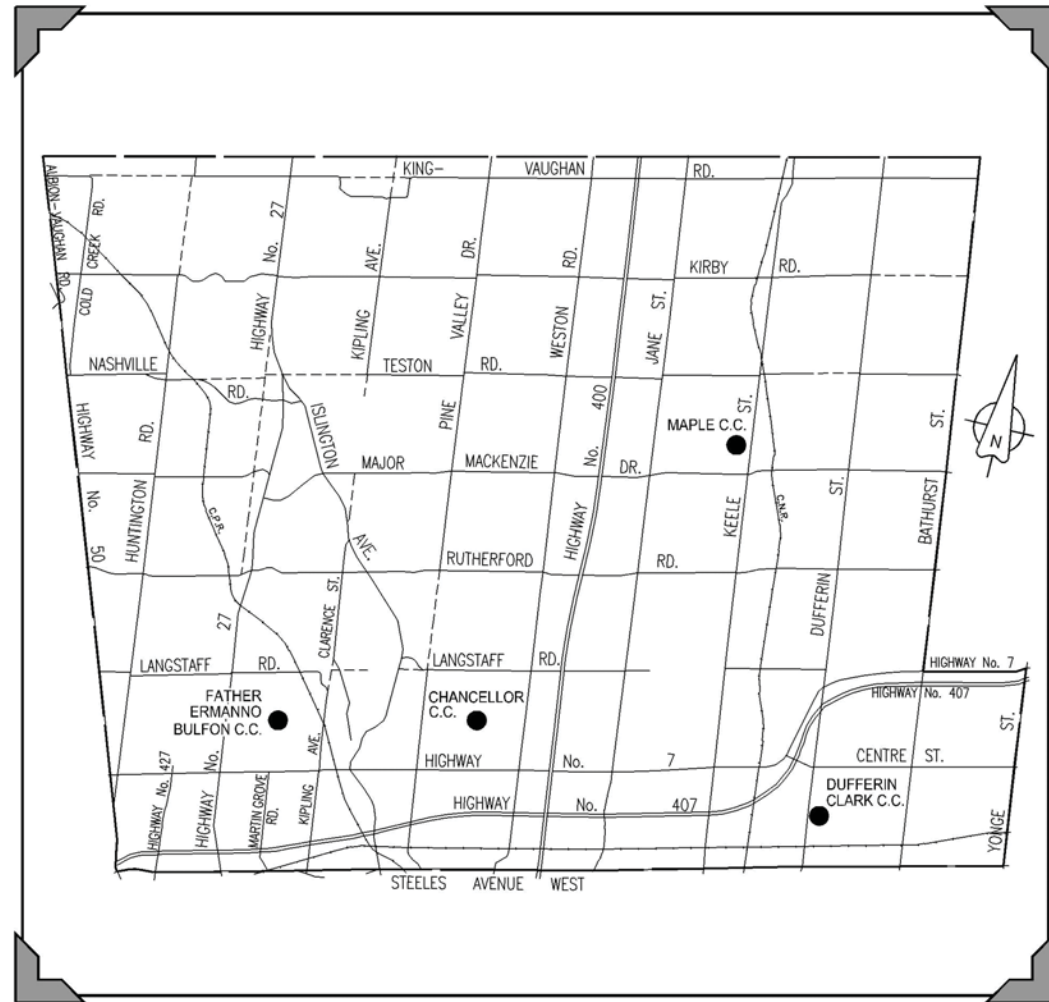 KING-
VAUGHAN
RD.
ALBION-VAUGHAN RD.
COLD CREEK RD.
No. 27
HIGHWAY
KIPLING AVE.
PINE VALLEY DR.
WESTON RD.
JANE ST.
KIRBY RD.
NASHVILLE
RD.
TESTON RD.
HIGHWAY No. 50
HUNTINGTON RD.
ISLINGTON AVE.
HIGHWAY No. 400
MAPLE C.C.
MAJOR MACKENZIE DR.
KEELE ST.
C.N.R.
C.P.R.
DUFFERIN ST.
BATHURST ST.
N
RUTHERFORD RD.
CLARENCE ST.
27
LANGSTAFF RD.
LANGSTAFF RD.
HIGHWAY No. 7
HIGHWAY No. 407
FATHER
ERMANNO
BULFON C.C.
CHANCELLOR
C.C.
HIGHWAY No. 7
CENTRE ST.
HIGHWAY No. 427
HIGHWAY No.
MARTIN GROVE
RD.
KIPLING AVE.
HIGHWAY No. 407
DUFFERIN
CLARK C.C.
YONGE ST.
STEELES AVENUE WEST